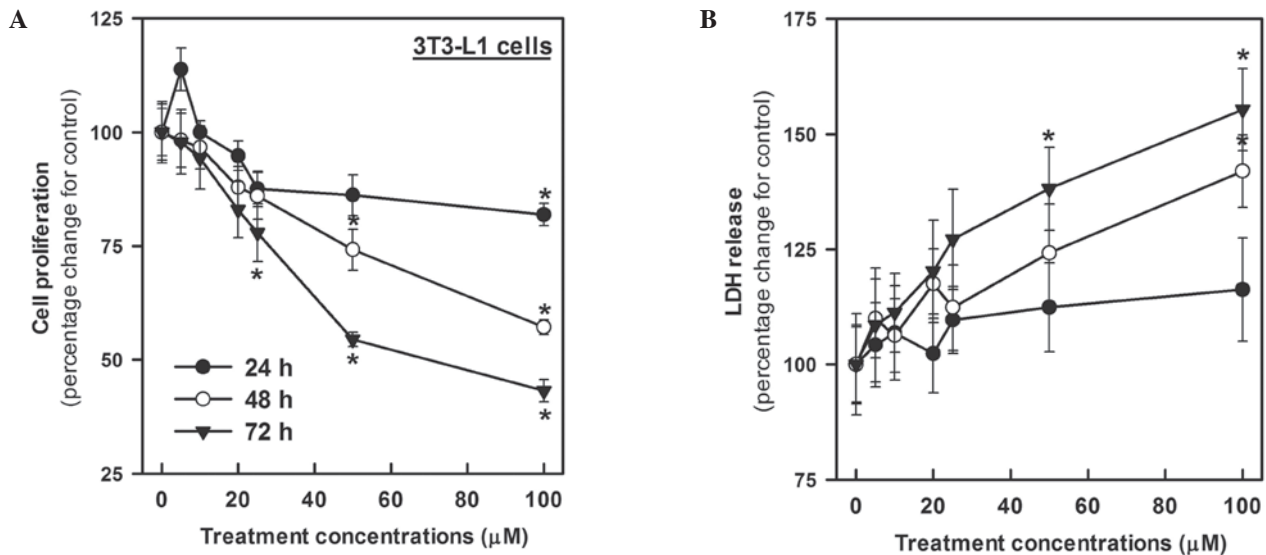 A
3T3-L1 cells
Cell proliferation
(percentage change for control)
125
100
75
50
25
24 h
48 h
72 h
0 20 40 60 80 100
Treatment concentrations (μM)
* * * * * *
B
LDH release
(percentage change for control)
175
150
125
100
75
0 20 40 60 80 100
Treatment concentrations (μM)
* * *